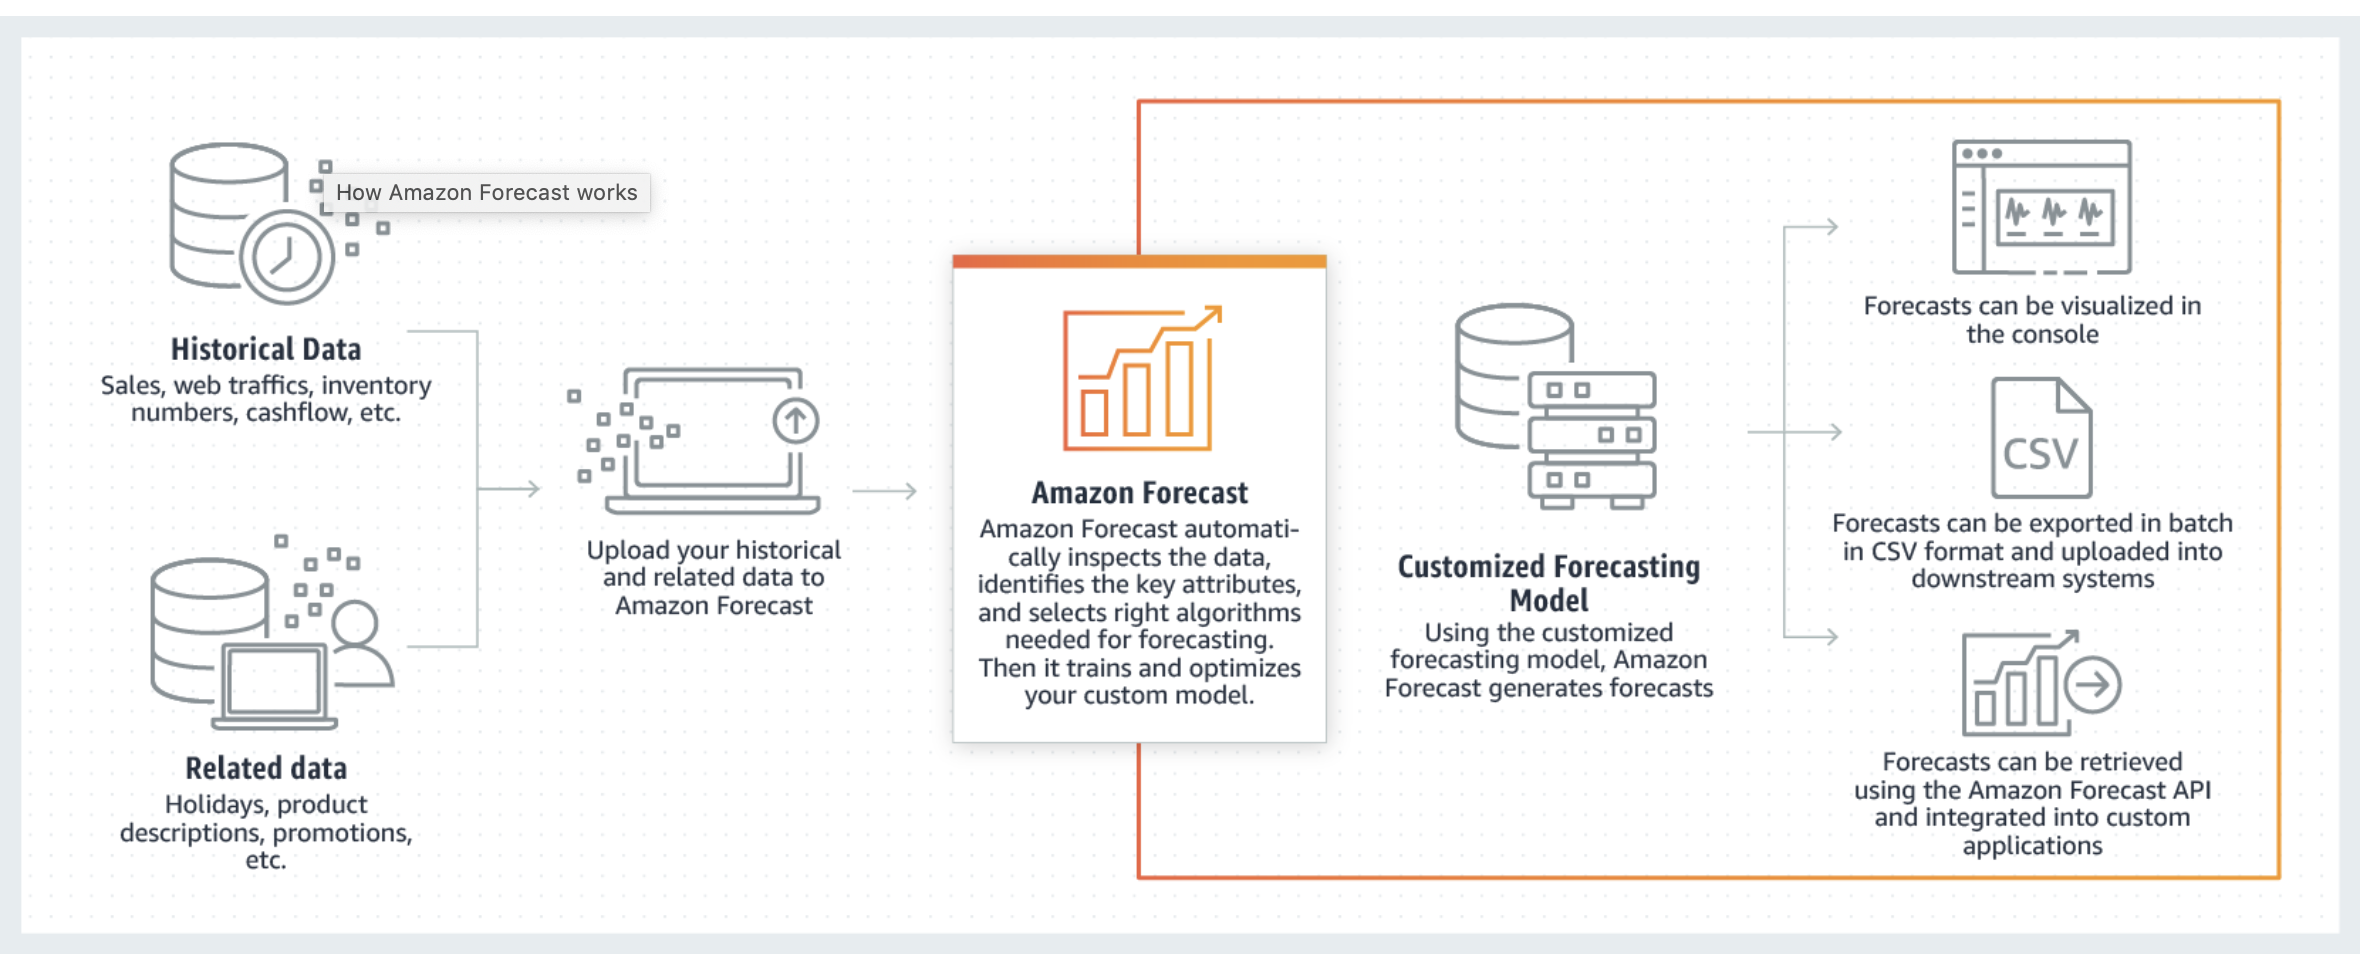 How Amazon Forecast works
Historical Data
Sales, web traffics, inventory
numbers, cashflow, etc.
Related data
Holidays, product
descriptions, promotions,
etc.
Upload your historical
and related data to
Amazon Forecast
Amazon Forecast
Amazon Forecast automati-
cally inspects the data,
identifies the key attributes,
and selects right algorithms
needed for forecasting.
Then it trains and optimizes
your custom model.
Customized Forecasting
Model
Using the customized
forecasting model, Amazon
Forecast generates forecasts
Forecasts can be visualized in
the console
CSV
Forecasts can be exported in batch
in CSV format and uploaded into
downstream systems
Forecasts can be retrieved
using the Amazon Forecast API
and integrated into custom
applications